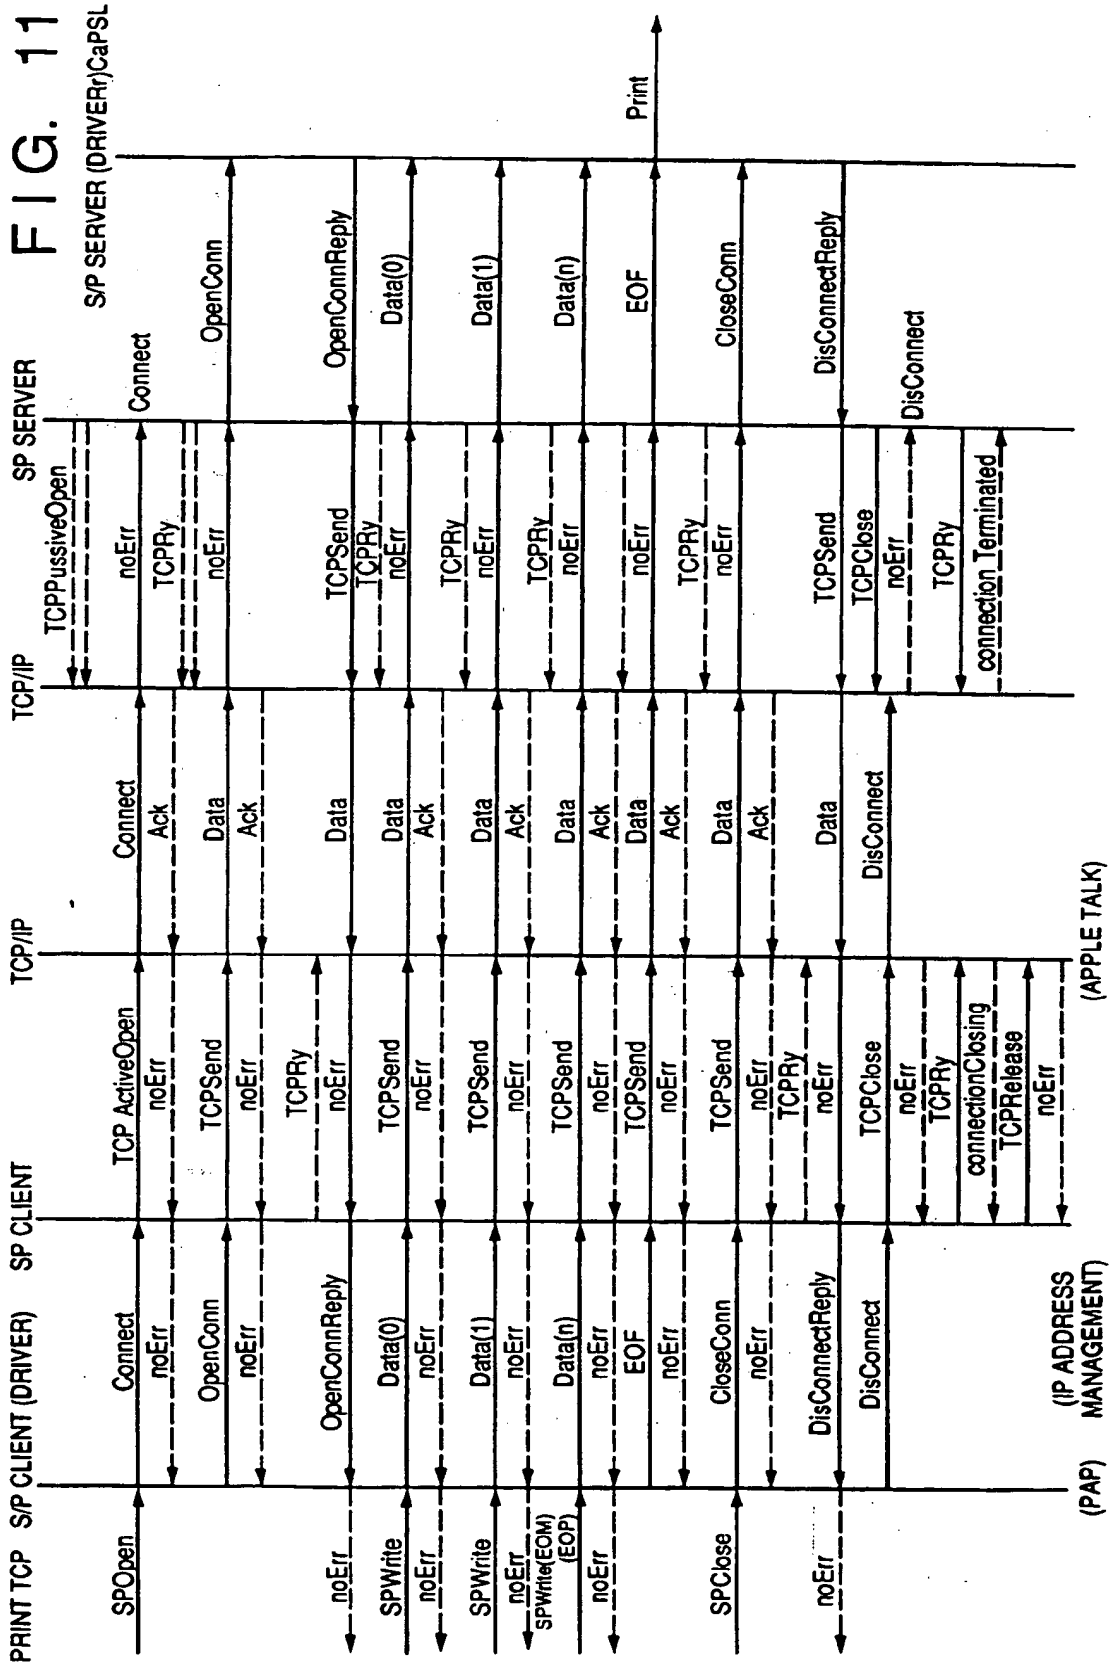 FIG. 11
PRINT TCP
S/P CLIENT (DRIVER)
SP CLIENT
TCP/IP
TCP/IP
SP SERVER
S/P SERVER (DRIVERr)CaPSL
SPOpen
noErr
SPWrite
noErr
SPWrite
noErr
SPWrite(EOM)
(EOP)
noErr
SPClose
noErr
Connect
noErr
OpenConn
noErr
OpenConnReply
Data(0)
noErr
Data(1)
noErr
Data(n)
noErr
EOF
noErr
CloseConn
noErr
DisConnectReply
DisConnect
TCP ActiveOpen
noErr
TCPSend
noErr
TCPRy
noErr
TCPSend
noErr
TCPSend
noErr
TCPSend
noErr
TCPSend
noErr
TCPSend
noErr
TCPRy
noErr
TCPClose
noErr
TCPRy
connectionClosing
TCPRelease
noErr
Connect
Ack
Data
Ack
Data
Data
Ack
Data
Ack
Data
Ack
Data
Ack
Data
Ack
Data
DisConnect
TCPPussiveOpen
noErr
TCPRy
noErr
TCPSend
TCPRy
noErr
TCPRy
noErr
TCPRy
noErr
TCPRy
noErr
TCPRy
noErr
TCPSend
TCPClose
noErr
TCPRy
connection Terminated
Connect
OpenConn
OpenConnReply
Data(0)
Data(1)
Data(n)
EOF
CloseConn
DisConnectReply
DisConnect
Print
(PAP)
(IP ADDRESS
MANAGEMENT)
(APPLE TALK)